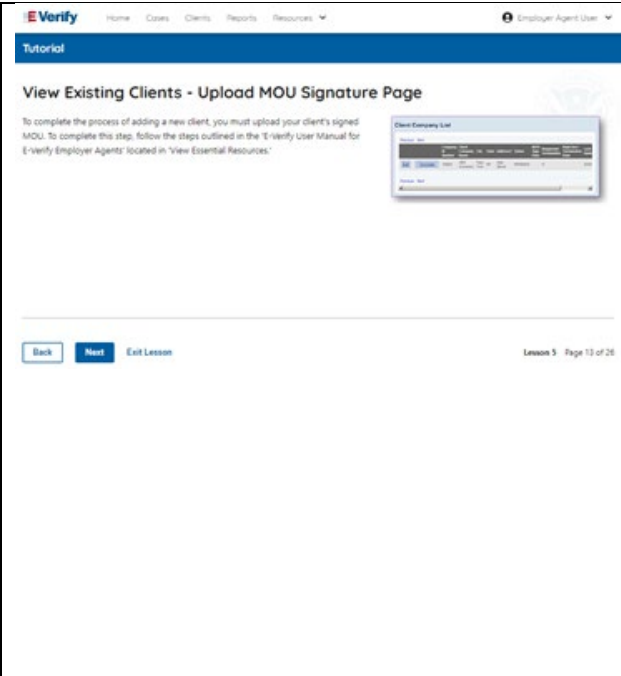 E-Verify Home Cases Clients Reports Resources Employer Agent User
Tutorial
View Existing Clients - Upload MOU Signature Page
To complete the process of adding a new client, you must upload your client's signed
MOU. To complete this step, follow the steps outlined in the 'E-Verify User Manual for
E-Verify Employer Agents' located in 'View Essential Resources.'
Client Company List
Back Next Exit Lesson Lesson 5 Page 13 of 26